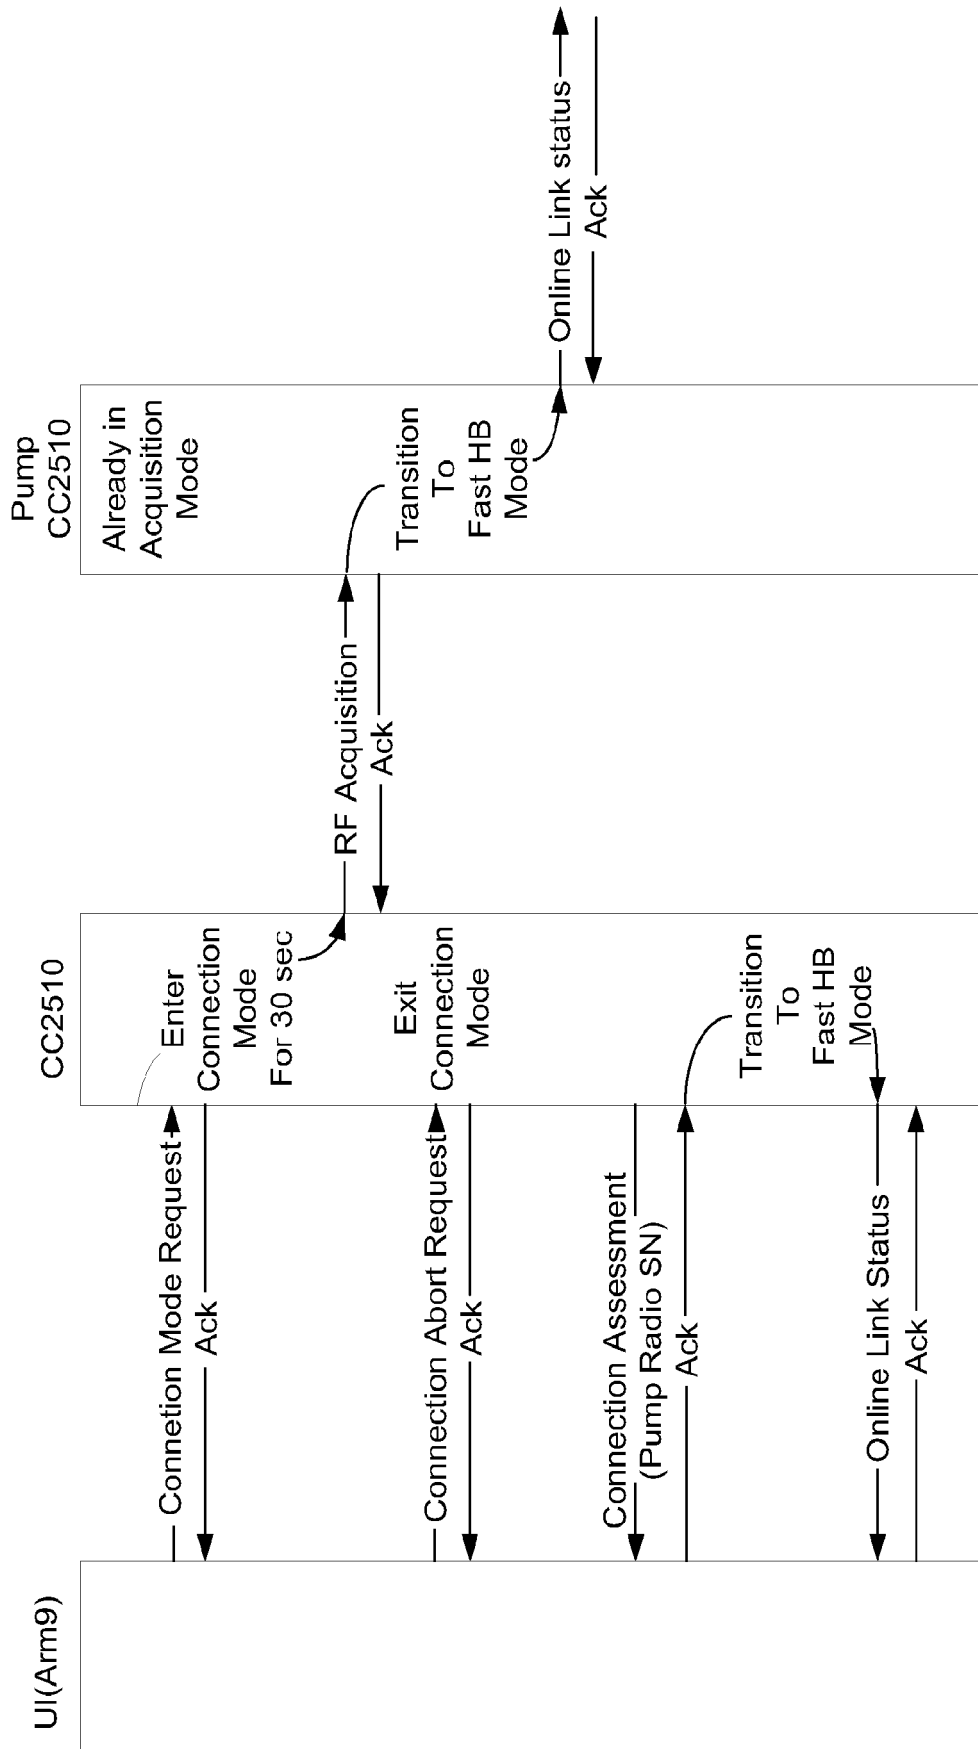 UI(Arm9)
CC2510
Pump
CC2510
Connetion Mode Request
Ack
Enter
Connection
Mode
For 30 sec
Already in
Acquisition
Mode
RF Acquisition
Ack
Connection Abort Request
Ack
Exit
Connection
Mode
Transition
To
Fast HB
Mode
Online Link status
Ack
Connection Assessment
(Pump Radio SN)
Ack
Transition
To
Fast HB
Mode
Online Link Status
Ack